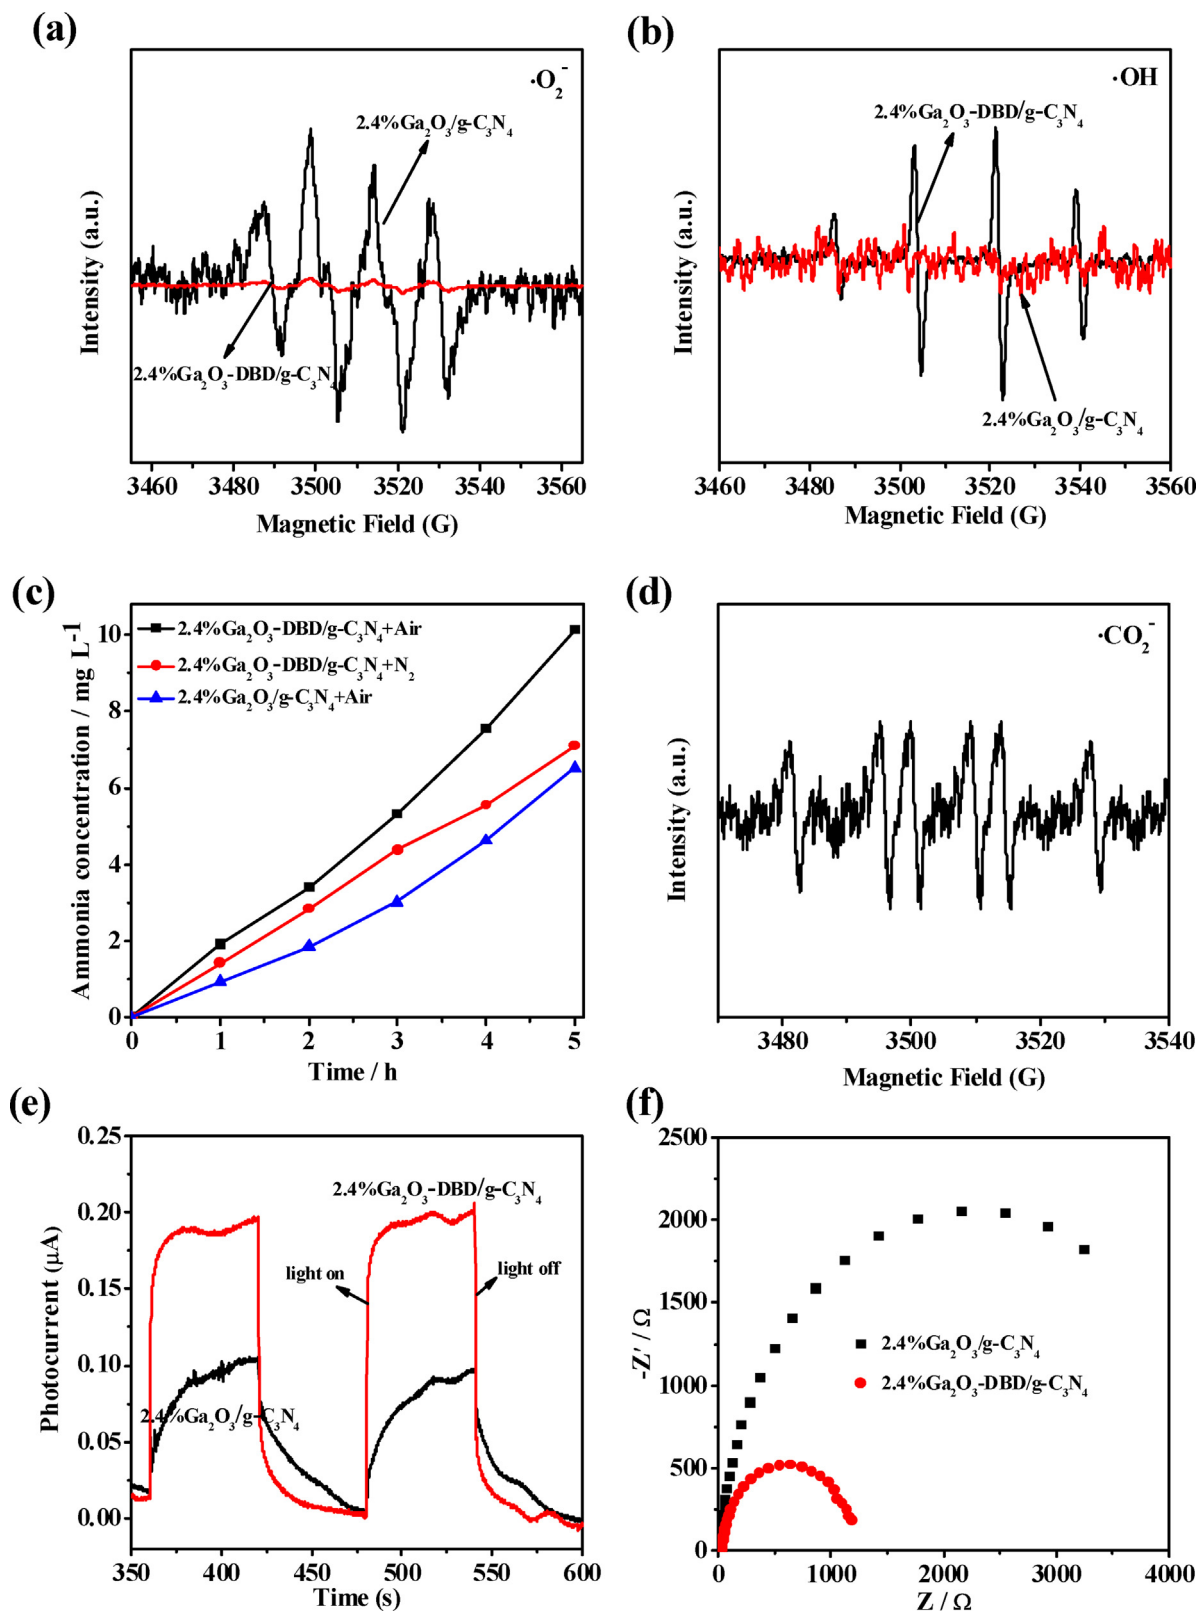 (a)
·O₂⁻
2.4%Ga₂O₃/g-C₃N₄
2.4%Ga₂O₃-DBD/g-C₃N₄
Intensity (a.u.)
3460 3480 3500 3520 3540 3560
Magnetic Field (G)
(b)
·OH
2.4%Ga₂O₃-DBD/g-C₃N₄
2.4%Ga₂O₃/g-C₃N₄
Intensity (a.u.)
3460 3480 3500 3520 3540 3560
Magnetic Field (G)
(c)
2.4%Ga₂O₃-DBD/g-C₃N₄+Air
2.4%Ga₂O-DBD/g-C₃N₄+N₂
2.4%Ga₂O₃/g-C₃N₄+Air
Ammonia concentration / mg L⁻¹
10
8
6
4
2
0
0 1 2 3 4 5
Time / h
(d)
·CO₂⁻
Intensity (a.u.)
3480 3500 3520 3540
Magnetic Field (G)
(e)
0.25
0.20
0.15
0.10
0.05
0.00
Photocurrent (μA)
2.4%Ga₂O₃-DBD/g-C₃N₄
light on
light off
2.4%Ga₂O₃/g-C₃N₄
350 400 450 500 550 600
Time (s)
(f)
2500
2000
1500
1000
500
0
-Z' / Ω
2.4%Ga₂O₃/g-C₃N₄
2.4%Ga₂O₃-DBD/g-C₃N₄
0 1000 2000 3000 4000
Z / Ω